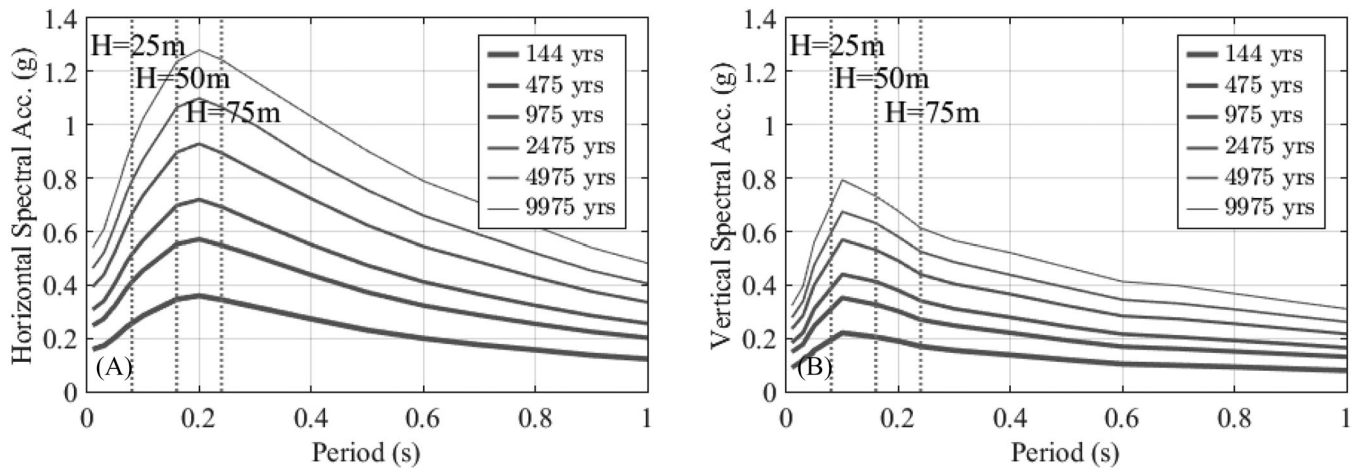 1.4
1.2
1
0.8
0.6
0.4
0.2
0
Horizontal Spectral Acc. (g)
H=25m
H=50m
H=75m
144 yrs
475 yrs
975 yrs
2475 yrs
4975 yrs
9975 yrs
(A)
0
0.2
0.4
0.6
0.8
1
Period (s)
1.4
1.2
1
0.8
0.6
0.4
0.2
0
Vertical Spectral Acc. (g)
H=25m
H=50m
H=75m
144 yrs
475 yrs
975 yrs
2475 yrs
4975 yrs
9975 yrs
(B)
0
0.2
0.4
0.6
0.8
1
Period (s)